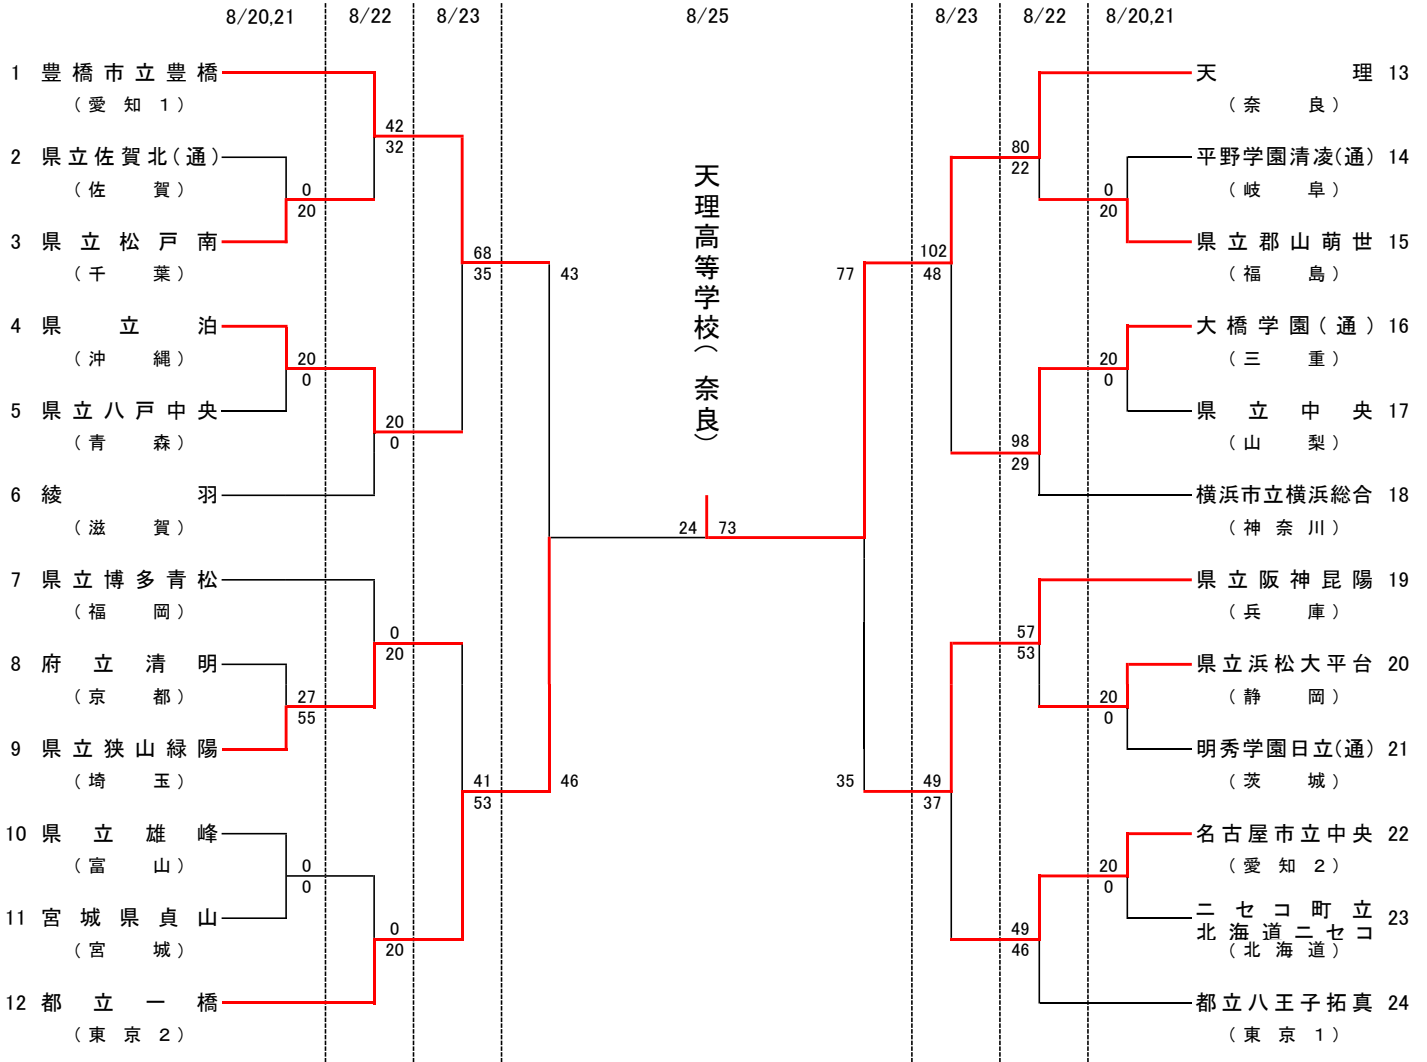 8/20,21 8/22 8/23 8/25 8/23 8/22 8/20,21
1 豊橋市立豊橋
(愛知1)
2 県立佐賀北(通)
(佐賀)
3 県立松戸南
(千葉)
4 県立泊
(沖縄)
5 県立八戸中央
(青森)
6 綾羽
(滋賀)
7 県立博多青松
(福岡)
8 府立清明
(京都)
9 県立狭山緑陽
(埼玉)
10 県立雄峰
(富山)
11 宮城県貞山
(宮城)
12 都立一橋
(東京2)
0
20
20
0
27
55
0
0
42
32
20
0
0
20
0
20
68
35
41
53
43
46
天理高等学校(奈良)
24 73
77
35
102
48
49
37
80
22
98
29
57
53
49
46
0
20
20
0
20
0
20
0
天理 13
(奈良)
平野学園清凌(通) 14
(岐阜)
県立郡山萌世 15
(福島)
大橋学園(通) 16
(三重)
県立中央 17
(山梨)
横浜市立横浜総合 18
(神奈川)
県立阪神昆陽 19
(兵庫)
県立浜松大平台 20
(静岡)
明秀学園日立(通) 21
(茨城)
名古屋市立中央 22
(愛知2)
ニセコ町立
北海道ニセコ 23
(北海道)
都立八王子拓真 24
(東京1)